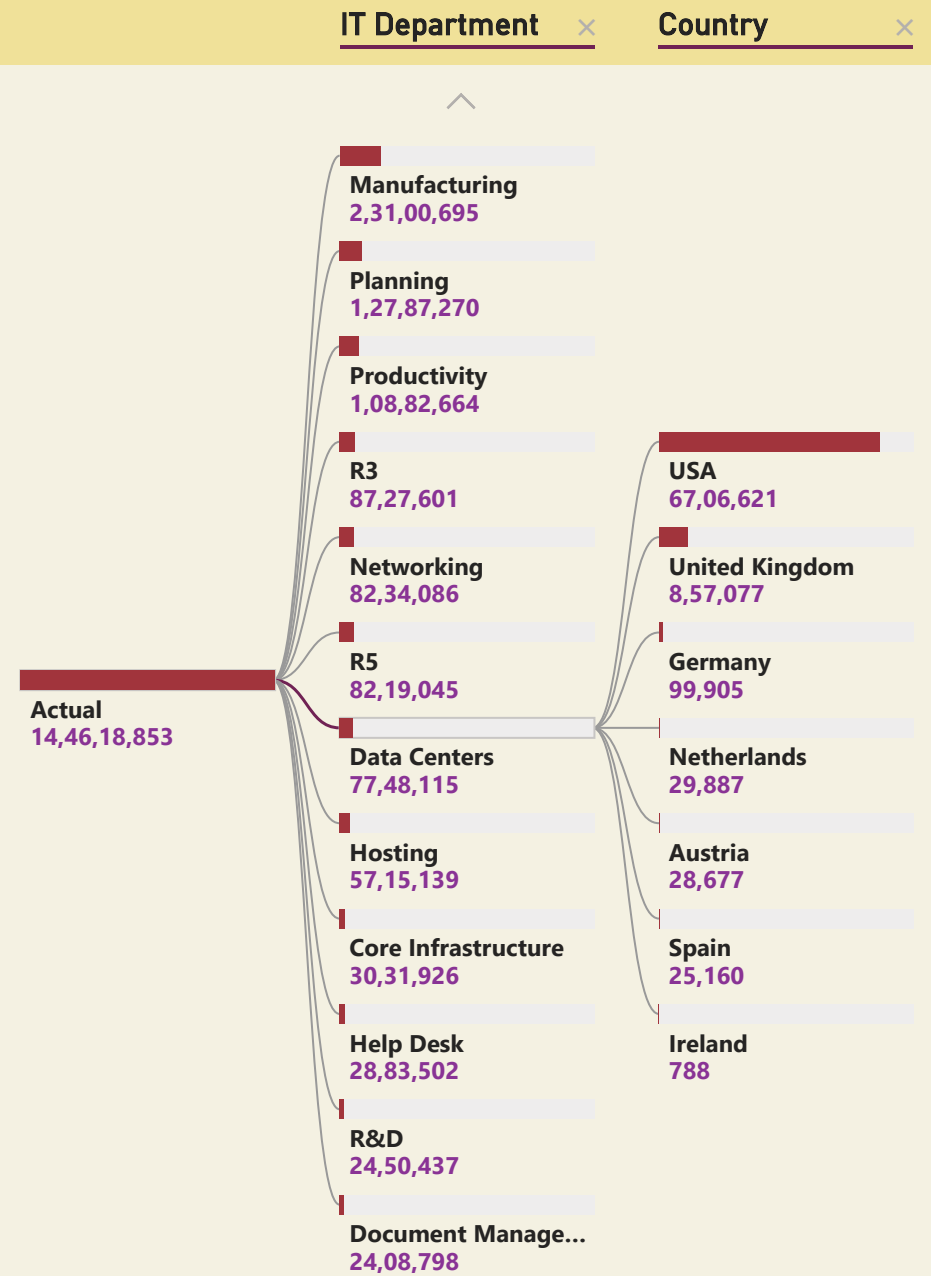 IT Department
Country
Manufacturing
2,31,00,695
Planning
1,27,87,270
Productivity
1,08,82,664
R3
87,27,601
USA
67,06,621
Networking
82,34,086
United Kingdom
8,57,077
R5
82,19,045
Germany
99,905
Actual
14,46,18,853
Data Centers
77,48,115
Netherlands
29,887
Hosting
57,15,139
Austria
28,677
Core Infrastructure
30,31,926
Spain
25,160
Help Desk
28,83,502
Ireland
788
R&D
24,50,437
Document Manage...
24,08,798